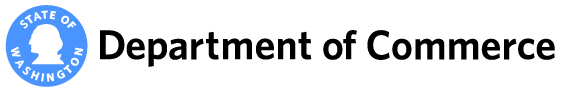 STATE OF
WASHINGTON
Department of Commerce